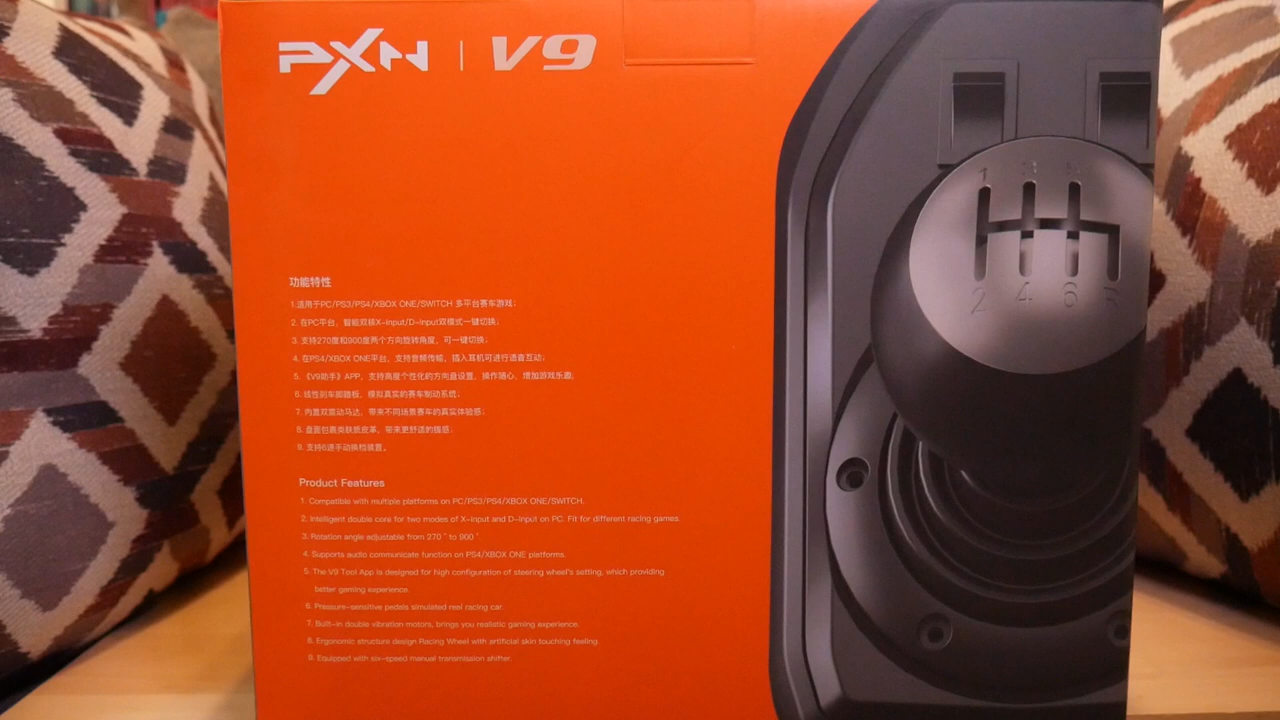 PXN | V9
1 3 5
2 4 6 R
功能特性
1.适用于PC/PS3/PS4/XBOX ONE/SWITCH 多平台赛车游戏;
2. 在PC平台，智能双核X-Input/D-Input双模式一键切换;
3. 支持270度和900度两个方向旋转角度，可一键切换;
4. 在PS4/XBOX ONE平台，支持音频传输，插入耳机可进行语音互动;
5.《V9助手》APP，支持高度个性化的方向盘设置，操作随心，增加游戏乐趣;
6. 线性刹车脚踏板，模拟真实的赛车制动系统;
7. 内置双震动马达，带来不同场景赛车的真实体验感;
8. 盘面包裹类肤质皮革，带来更舒适的握感;
9. 支持6速手动换档装置。
Product Features
1. Compatible with multiple platforms on PC/PS3/PS4/XBOX ONE/SWITCH.
2. Intelligent double core for two modes of X-Input and D-Input on PC. Fit for different racing games.
3. Rotation angle adjustable from 270 ° to 900 °.
4. Supports audio communicate function on PS4/XBOX ONE platforms.
5. The V9 Tool App is designed for high configuration of steering wheel's setting, which providing
better gaming experience.
6. Pressure-sensitive pedals simulated reel racing car.
7. Built-in double vibration motors, brings you realistic gaming experience.
8. Ergonomic structure design Racing Wheel with artificial skin touching feeling.
9. Equipped with six-speed manual transmission shifter.